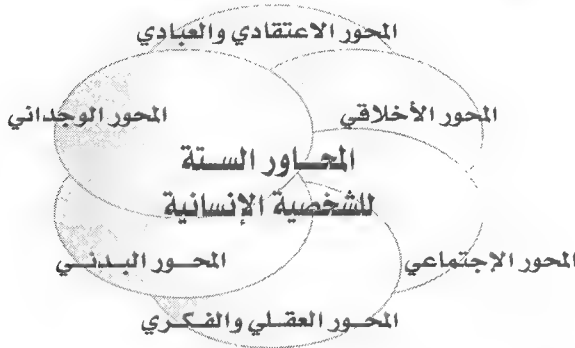 المحور الاعتقادي والعبادي
المحور الأخلاقي
المحور الوجداني
المحاور الستة
للشخصية الإنسانية
المحور الإجتماعي
المحور البدني
المحور العقلي والفكري